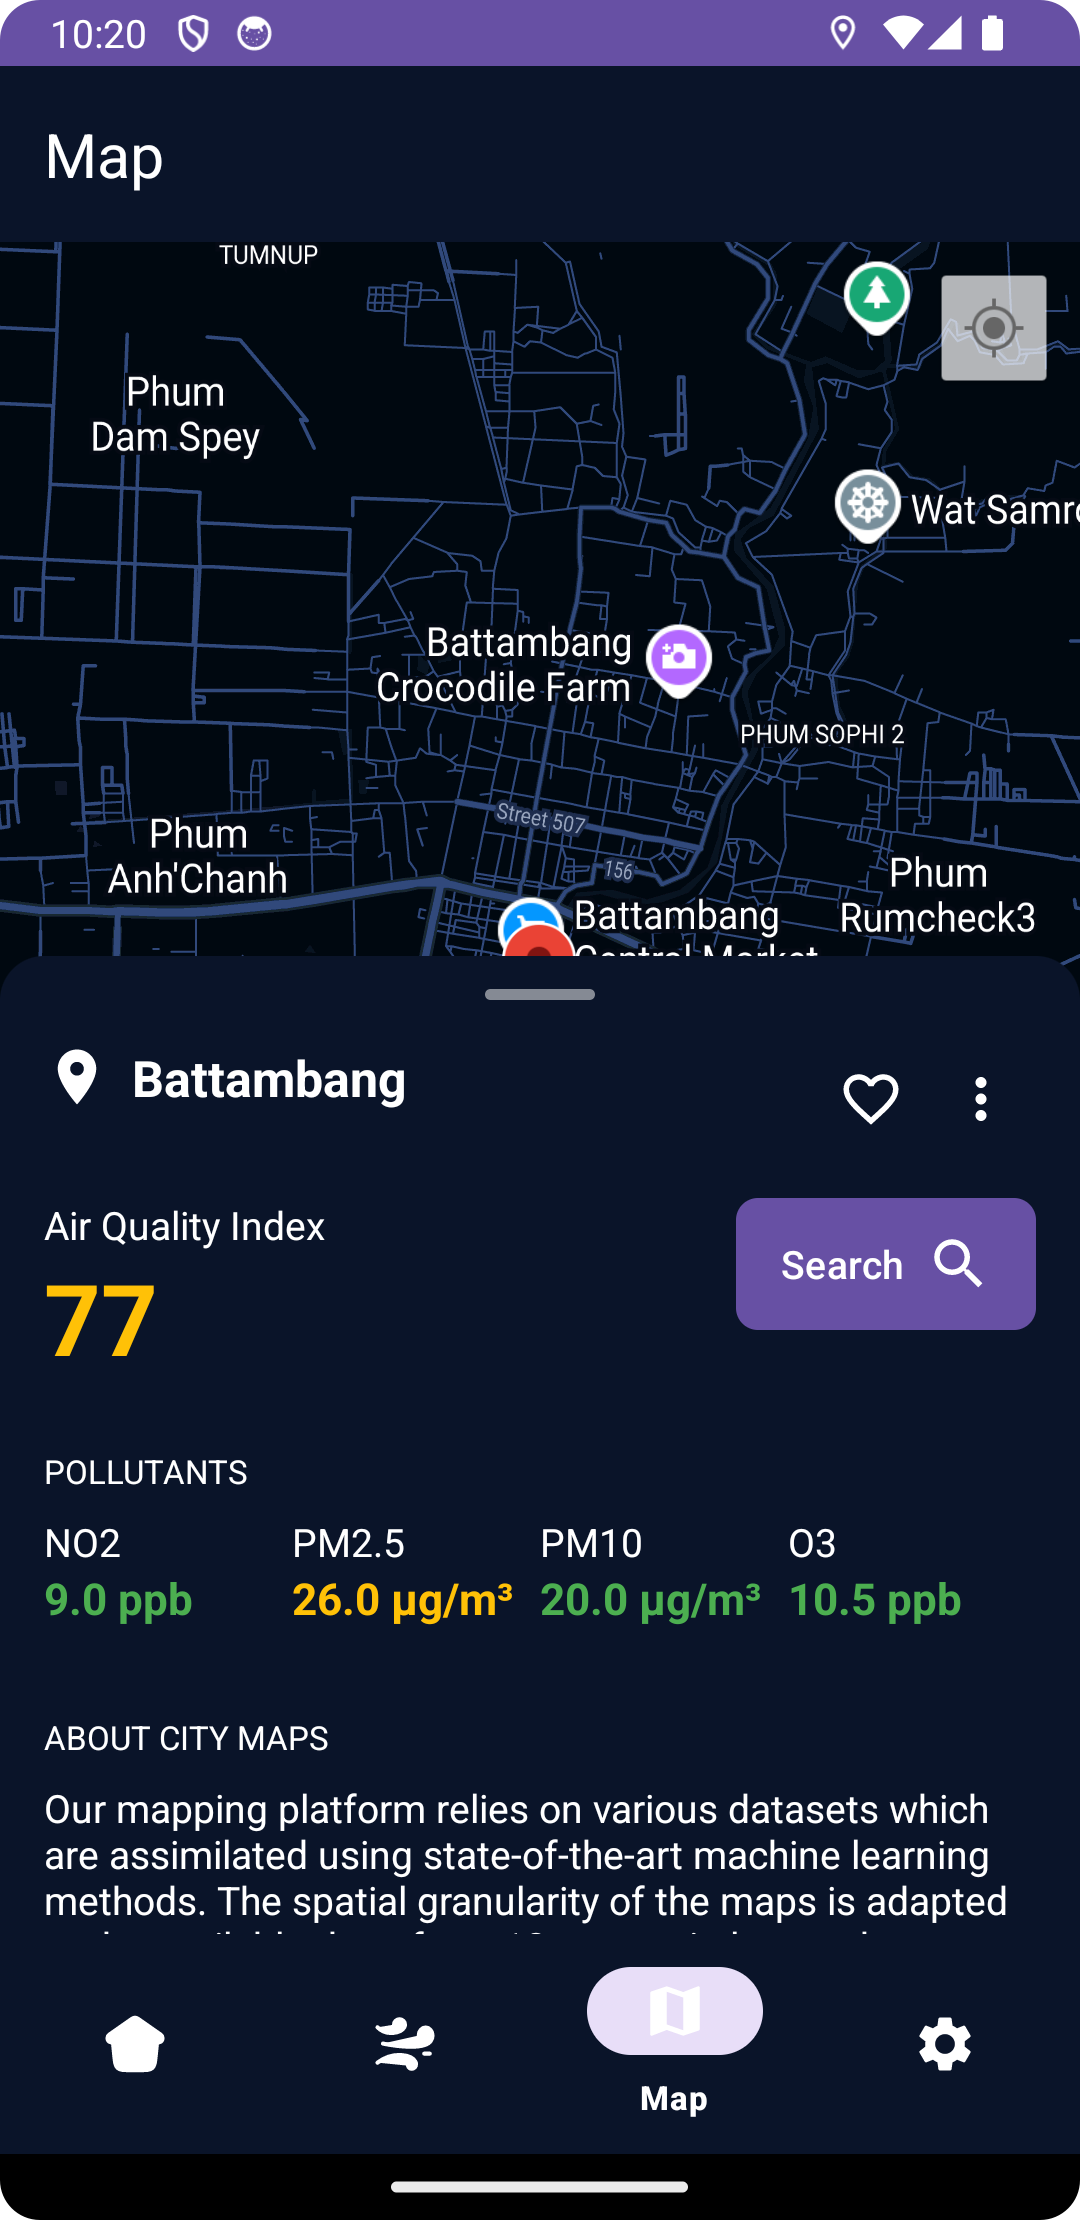 10:20
Map
TUMNUP
Phum
Dam Spey
Wat Samr
Battambang
Crocodile Farm
PHUM SOPHI 2
Street 507
Phum
Anh'Chanh
156
Phum
Rumcheck3
Battambang
Central Market
Battambang
Air Quality Index
77
Search
POLLUTANTS
NO2
PM2.5
PM10
O3
9.0 ppb
26.0 µg/m³
20.0 µg/m³
10.5 ppb
ABOUT CITY MAPS
Our mapping platform relies on various datasets which
are assimilated using state-of-the-art machine learning
methods. The spatial granularity of the maps is adapted
Map